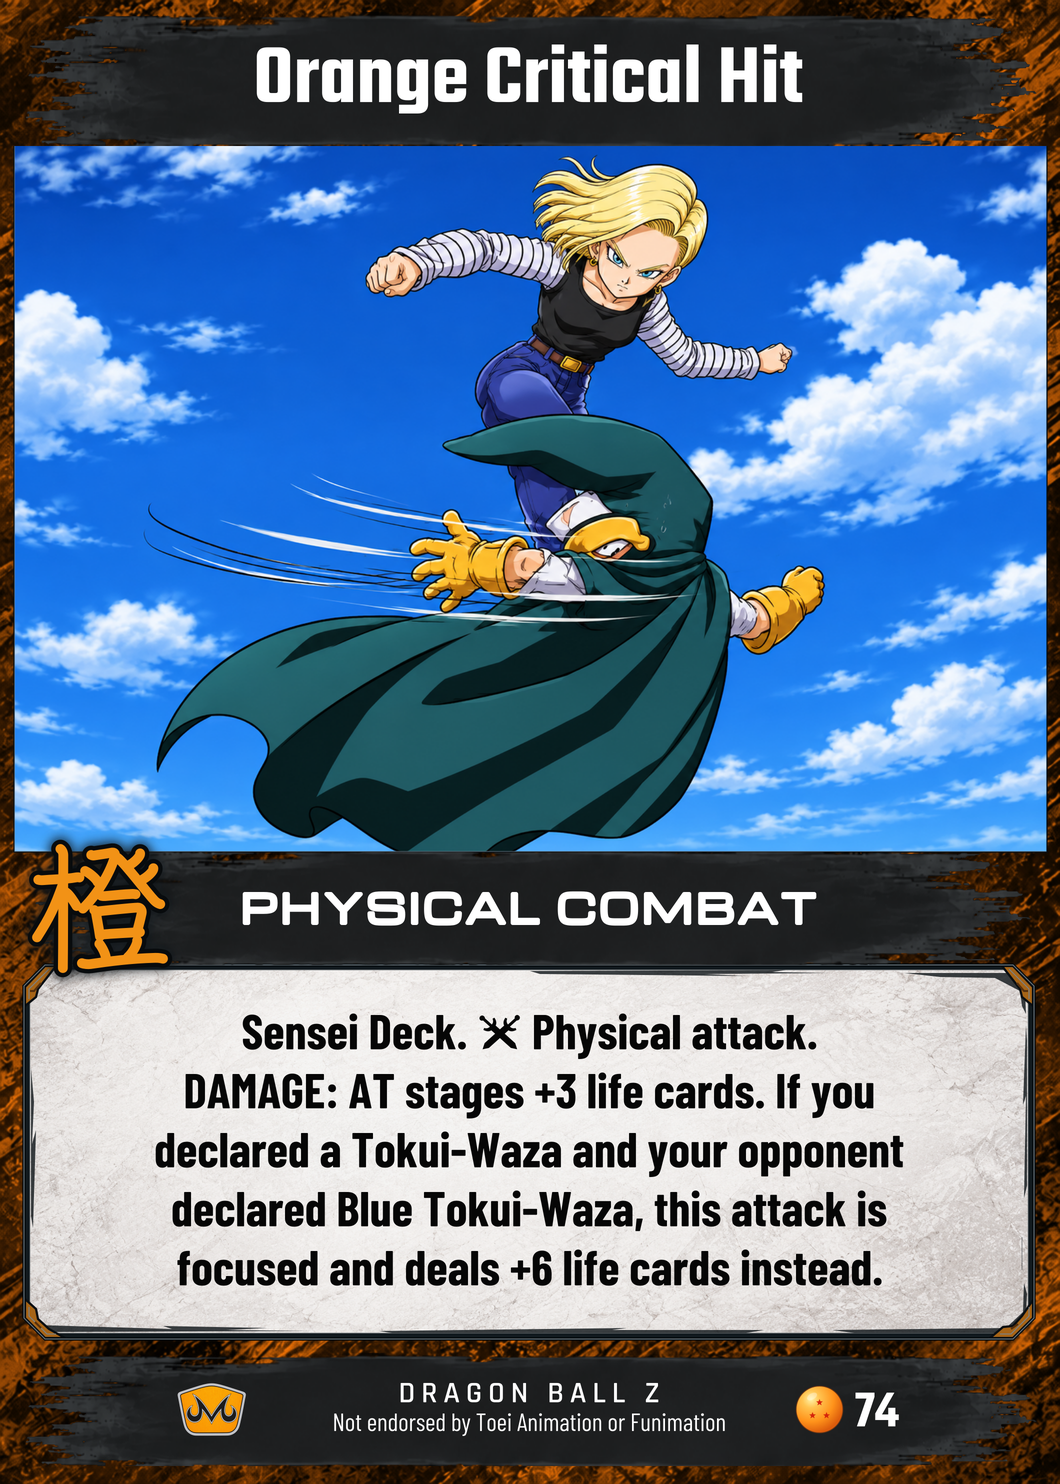 Orange Critical Hit
橙
PHYSICAL COMBAT
Sensei Deck. Physical attack.
DAMAGE: AT stages +3 life cards. If you
declared a Tokui-Waza and your opponent
declared Blue Tokui-Waza, this attack is
focused and deals +6 life cards instead.
DRAGON BALL Z
Not endorsed by Toei Animation or Funimation
74